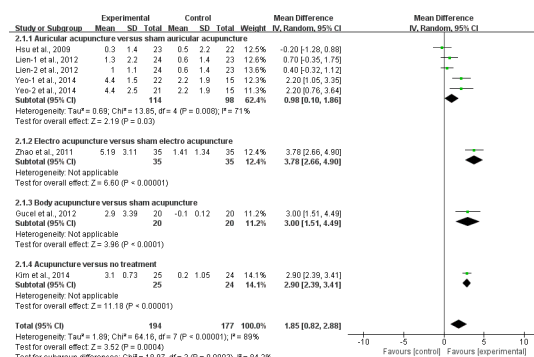 Experimental Control Mean Difference Mean Difference
Study or Subgroup Mean SD Total Mean SD Total Weight IV, Random, 95% CI IV, Random, 95% CI
2.1.1 Auricular acupuncture versus sham auricular acupuncture
Hsu et al., 2009 0.3 1.4 23 0.5 2.2 22 12.5% -0.20 [-1.28, 0.88]
Lien-1 et al., 2012 1.3 2.2 24 0.6 1.4 23 12.6% 0.70 [-0.35, 1.75]
Lien-2 et al., 2012 1 1.1 24 0.6 1.4 23 13.6% 0.40 [-0.32, 1.12]
Yeo-1 et al., 2014 4.4 1.5 22 2.2 1.9 15 12.3% 2.20 [1.05, 3.35]
Yeo-2 et al., 2014 4.4 2.5 21 2.2 1.9 15 2.20 [0.76, 3.64]
Subtotal (95% CI) 114 98 62.4% 0.98 [0.10, 1.86]
Heterogeneity: Tau² = 0.69; Chi² = 13.85, df = 4 (P = 0.008); I² = 71%
Test for overall effect: Z = 2.19 (P = 0.03)
2.1.2 Electro acupuncture versus sham electro acupuncture
Zhao et al., 2011 5.19 3.11 35 1.41 1.34 35 12.4% 3.78 [2.66, 4.90]
Subtotal (95% CI) 35 35 12.4% 3.78 [2.66, 4.90]
Heterogeneity: Not applicable
Test for overall effect: Z = 6.60 (P < 0.00001)
2.1.3 Body acupuncture versus sham acupuncture
Gucel et al., 2012 2.9 3.39 20 -0.1 0.12 20 11.2% 3.00 [1.51, 4.49]
Subtotal (95% CI) 20 20 11.2% 3.00 [1.51, 4.49]
Heterogeneity: Not applicable
Test for overall effect: Z = 3.96 (P < 0.0001)
2.1.4 Acupuncture versus no treatment
Kim et al., 2014 3.1 0.73 25 0.2 1.05 24 14.1% 2.90 [2.39, 3.41]
Subtotal (95% CI) 25 24 14.1% 2.90 [2.39, 3.41]
Heterogeneity: Not applicable
Test for overall effect: Z = 11.18 (P < 0.00001)
Total (95% CI) 194 177 100.0% 1.85 [0.82, 2.88]
Heterogeneity: Tau² = 1.89; Chi² = 64.16, df = 7 (P < 0.00001); I² = 89%
Test for overall effect: Z = 3.52 (P = 0.0004)
-10 -5 0 5 10
Favours [control] Favours [experimental]